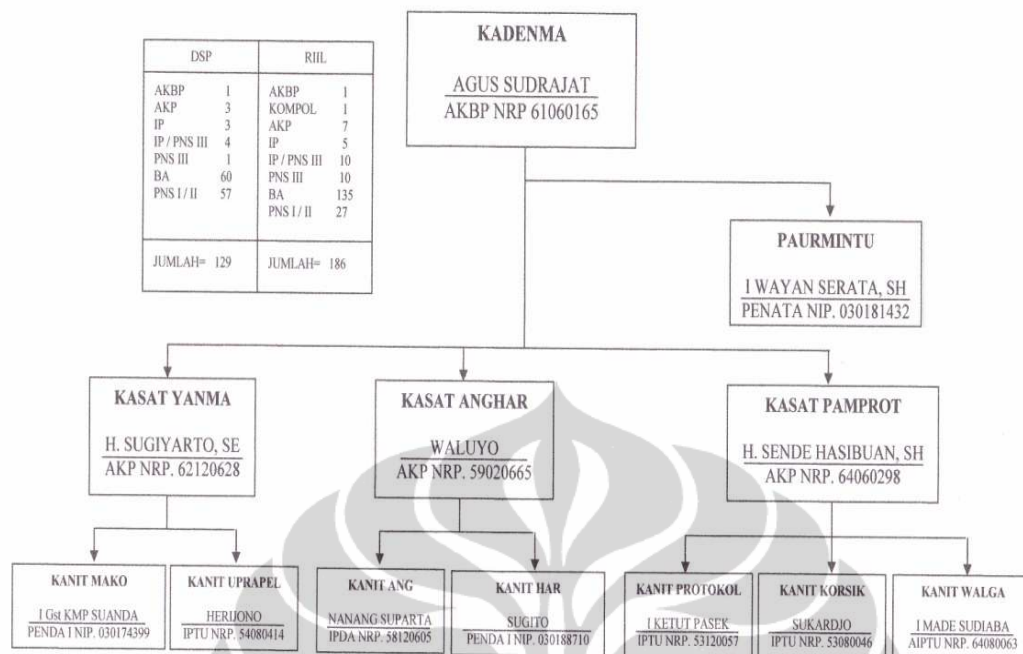 KADENMA
AGUS SUDRAJAT
AKBP NRP 61060165
DSP RIIL
AKBP 1 AKBP 1
AKP 3 KOMPOL 1
IP 3 AKP 7
IP / PNS III 4 IP 5
PNS III 1 IP / PNS III 10
BA 60 PNS III 10
PNS I / II 57 BA 135
PNS I / II 27
JUMLAH= 129 JUMLAH= 186
PAURMINTU
I WAYAN SERATA, SH
PENATA NIP. 030181432
KASAT YANMA
H. SUGIYARTO, SE
AKP NRP. 62120628
KASAT ANGHAR
WALUYO
AKP NRP. 59020665
KASAT PAMPROT
H. SENDE HASIBUAN, SH
AKP NRP. 64060298
KANIT MAKO
I Gst KMP SUANDA
PENDA I NIP. 030174399
KANIT UPRAPEL
HERIJONO
IPTU NRP. 54080414
KANIT ANG
NANANG SUPARTA
IPDA NRP. 58120605
KANIT HAR
SUGITO
PENDA I NIP. 030188710
KANIT PROTOKOL
I KETUT PASEK
IPTU NRP. 53120057
KANIT KORSIK
SUKARDJO
IPTU NRP. 53080046
KANIT WALGA
I MADE SUDIABA
AIPTU NRP. 64080063